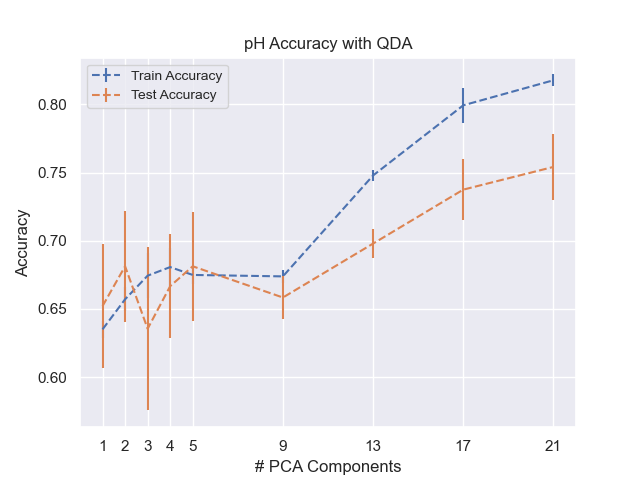 pH Accuracy with QDA
Train Accuracy
Test Accuracy
0.80
0.75
0.70
0.65
0.60
Accuracy
1 2 3 4 5 9 13 17 21
# PCA Components